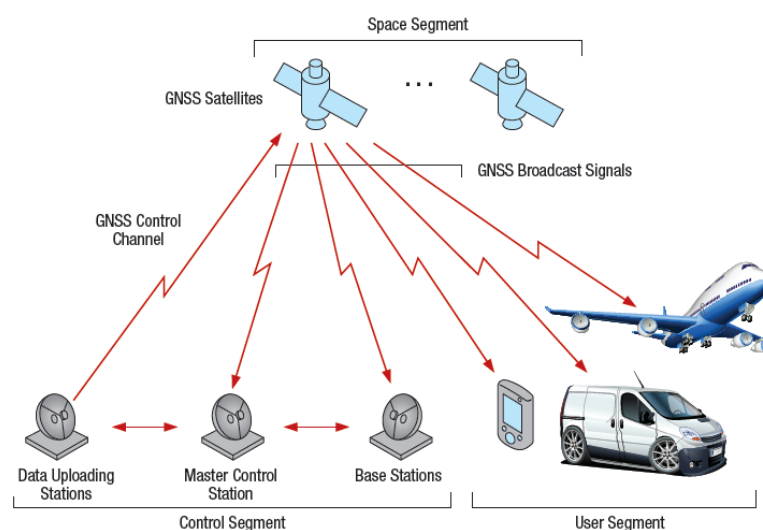 Space Segment
GNSS Satellites
GNSS Broadcast Signals
GNSS Control
Channel
Data Uploading
Stations
Master Control
Station
Base Stations
Control Segment
User Segment